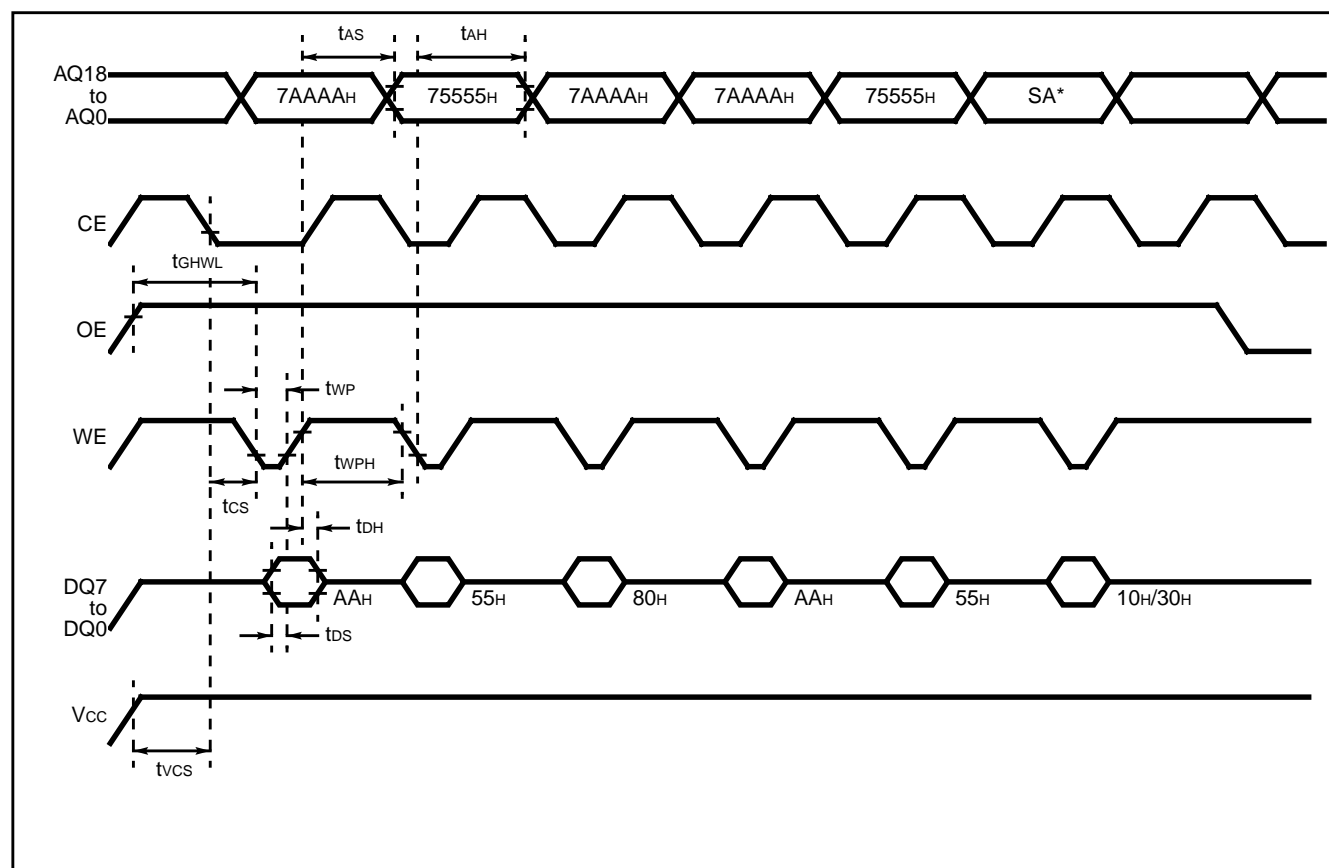 tAS
tAH
AQ18
to
AQ0
7AAAAH
75555H
7AAAAH
7AAAAH
75555H
SA*
CE
tGHWL
OE
tWP
WE
tWPH
tCS
tDH
DQ7
to
DQ0
AAH
55H
80H
AAH
55H
10H/30H
tDS
VCC
tVCS